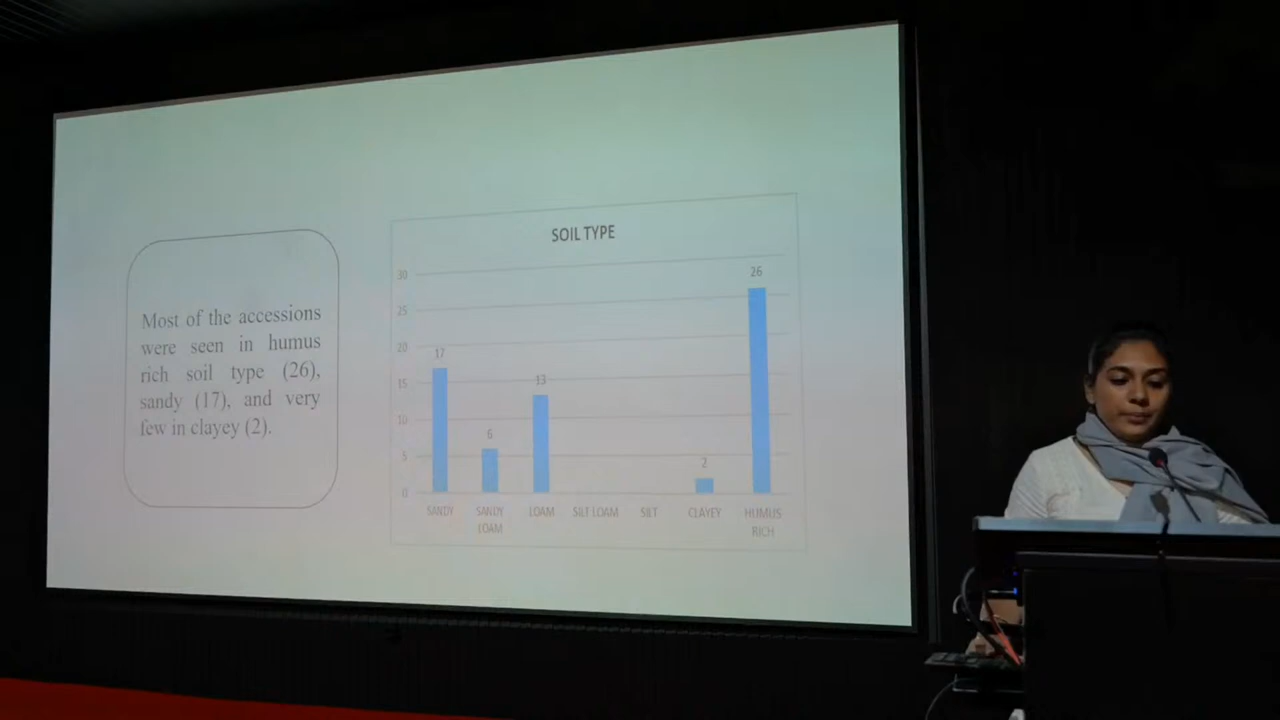 Most of the accessions
were seen in humus
rich soil type (26),
sandy (17), and very
few in clayey (2).
SOIL TYPE
30
25
20
15
10
5
0
17
6
13
2
26
SANDY
SANDY
LOAM
LOAM
SILT LOAM
SILT
CLAYEY
HUMUS
RICH